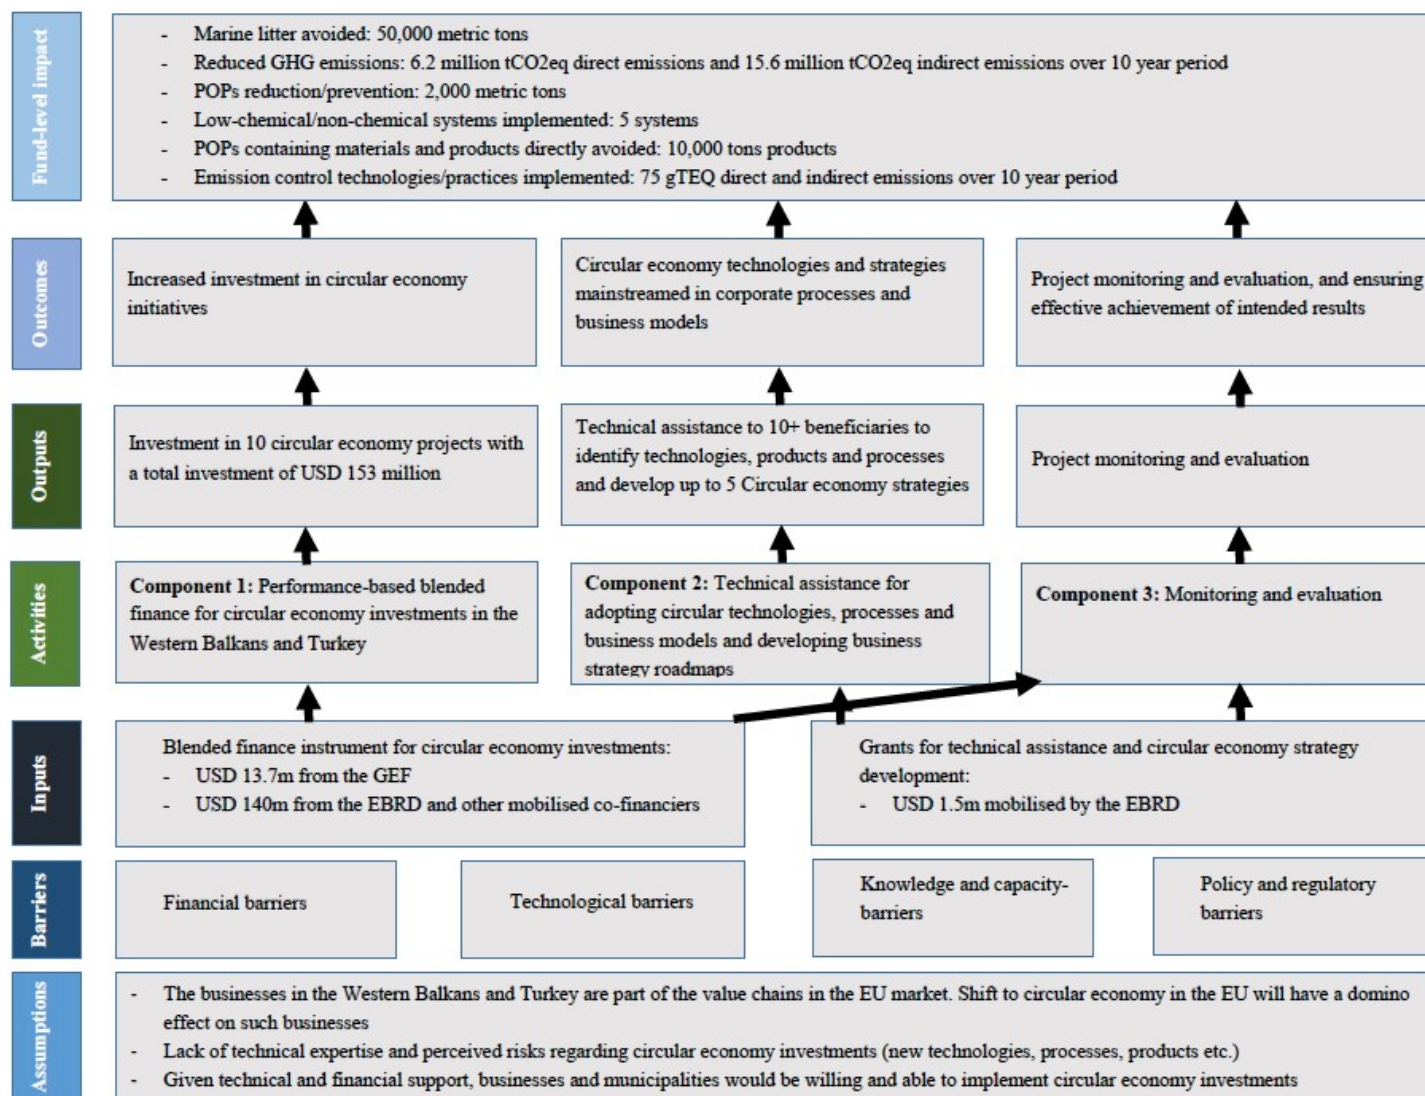 Fund-level impact
- Marine litter avoided: 50,000 metric tons
- Reduced GHG emissions: 6.2 million tCO2eq direct emissions and 15.6 million tCO2eq indirect emissions over 10 year period
- POPs reduction/prevention: 2,000 metric tons
- Low-chemical/non-chemical systems implemented: 5 systems
- POPs containing materials and products directly avoided: 10,000 tons products
- Emission control technologies/practices implemented: 75 gTEQ direct and indirect emissions over 10 year period
Outcomes
Increased investment in circular economy
initiatives
Circular economy technologies and strategies
mainstreamed in corporate processes and
business models
Project monitoring and evaluation, and ensuring
effective achievement of intended results
Outputs
Investment in 10 circular economy projects with
a total investment of USD 153 million
Technical assistance to 10+ beneficiaries to
identify technologies, products and processes
and develop up to 5 Circular economy strategies
Project monitoring and evaluation
Activities
Component 1: Performance-based blended
finance for circular economy investments in the
Western Balkans and Turkey
Component 2: Technical assistance for
adopting circular technologies, processes and
business models and developing business
strategy roadmaps
Component 3: Monitoring and evaluation
Inputs
Blended finance instrument for circular economy investments:
- USD 13.7m from the GEF
- USD 140m from the EBRD and other mobilised co-financiers
Grants for technical assistance and circular economy strategy
development:
- USD 1.5m mobilised by the EBRD
Barriers
Financial barriers
Technological barriers
Knowledge and capacity-
barriers
Policy and regulatory
barriers
Assumptions
- The businesses in the Western Balkans and Turkey are part of the value chains in the EU market. Shift to circular economy in the EU will have a domino
effect on such businesses
- Lack of technical expertise and perceived risks regarding circular economy investments (new technologies, processes, products etc.)
- Given technical and financial support, businesses and municipalities would be willing and able to implement circular economy investments